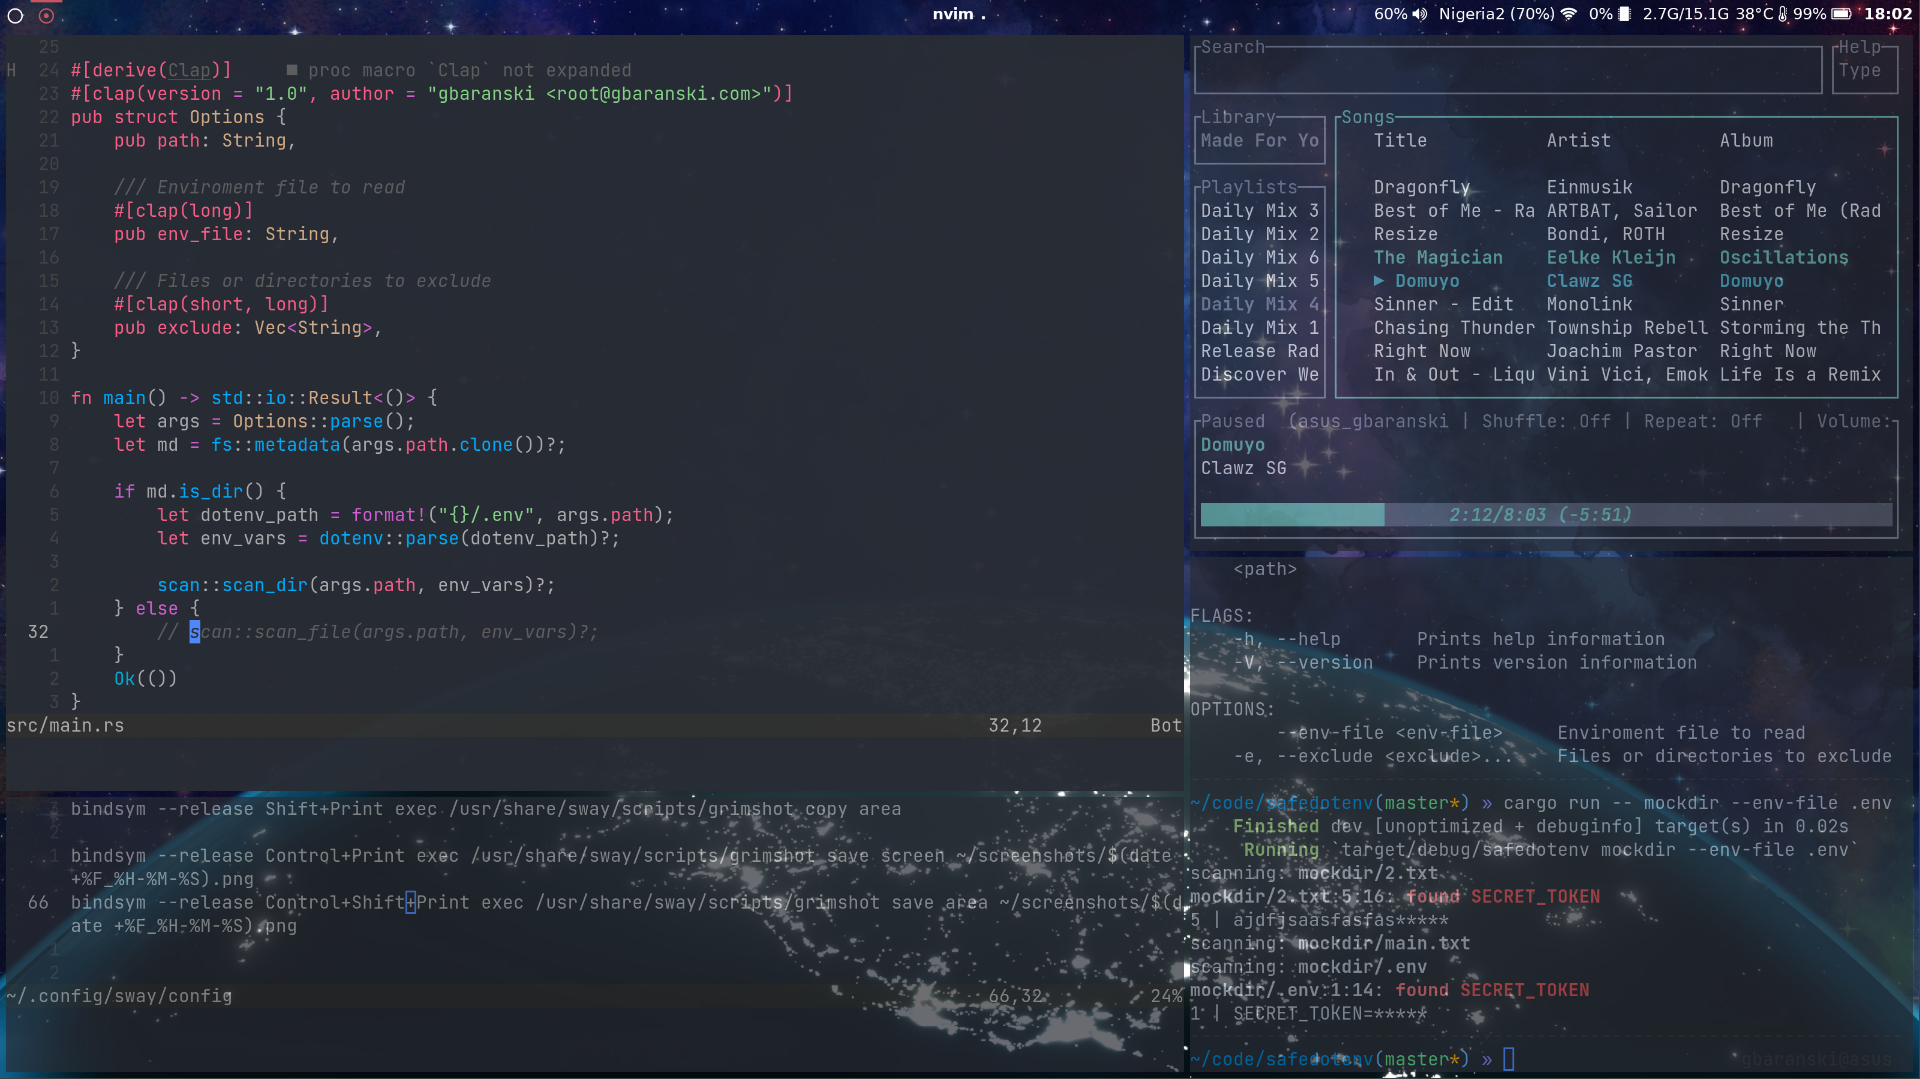 nvim .
60% Nigeria2 (70%) 0% 2.7G/15.1G 38°C 99% 18:02
25
H 24 #[derive(Clap)] ■ proc macro `Clap` not expanded
23 #[clap(version = "1.0", author = "gbaranski <root@gbaranski.com>")]
22 pub struct Options {
21 pub path: String,
20
19 /// Enviroment file to read
18 #[clap(long)]
17 pub env_file: String,
16
15 /// Files or directories to exclude
14 #[clap(short, long)]
13 pub exclude: Vec<String>,
12 }
11
10 fn main() -> std::io::Result<()> {
9 let args = Options::parse();
8 let md = fs::metadata(args.path.clone())?;
7
6 if md.is_dir() {
5 let dotenv_path = format!("{}/.env", args.path);
4 let env_vars = dotenv::parse(dotenv_path)?;
3
2 scan::scan_dir(args.path, env_vars)?;
1 } else {
32 // scan::scan_file(args.path, env_vars)?;
1 }
2 Ok(())
3 }
src/main.rs 32,12 Bot
3 bindsym --release Shift+Print exec /usr/share/sway/scripts/grimshot copy area
2
1 bindsym --release Control+Print exec /usr/share/sway/scripts/grimshot save screen ~/screenshots/$(date
+%F_%H-%M-%S).png
66 bindsym --release Control+Shift+Print exec /usr/share/sway/scripts/grimshot save area ~/screenshots/$(d
ate +%F_%H-%M-%S).png
1
2
~/.config/sway/config 66,32 24%
Search
Help
Type
Library
Made For Yo
Playlists
Daily Mix 3
Daily Mix 2
Daily Mix 6
Daily Mix 5
Daily Mix 4
Daily Mix 1
Release Rad
Discover We
Songs
Title Artist Album
Dragonfly Einmusik Dragonfly
Best of Me - Ra ARTBAT, Sailor Best of Me (Rad
Resize Bondi, ROTH Resize
The Magician Eelke Kleijn Oscillations
▶ Domuyo Clawz SG Domuyo
Sinner - Edit Monolink Sinner
Chasing Thunder Township Rebell Storming the Th
Right Now Joachim Pastor Right Now
In & Out - Liqu Vini Vici, Emok Life Is a Remix
Paused (asus_gbaranski | Shuffle: Off | Repeat: Off | Volume:
Domuyo
Clawz SG
2:12/8:03 (-5:51)
<path>
FLAGS:
-h, --help Prints help information
-V, --version Prints version information
OPTIONS:
--env-file <env-file> Enviroment file to read
-e, --exclude <exclude>... Files or directories to exclude
~/code/safedotenv(master*) » cargo run -- mockdir --env-file .env
Finished dev [unoptimized + debuginfo] target(s) in 0.02s
Running `target/debug/safedotenv mockdir --env-file .env`
scanning: mockdir/2.txt
mockdir/2.txt:5:16: found SECRET_TOKEN
5 | ajdfjsaasfasfas*****
scanning: mockdir/main.txt
scanning: mockdir/.env
mockdir/.env:1:14: found SECRET_TOKEN
1 | SECRET_TOKEN=*****
~/code/safedotenv(master*) » gbaranski@asus